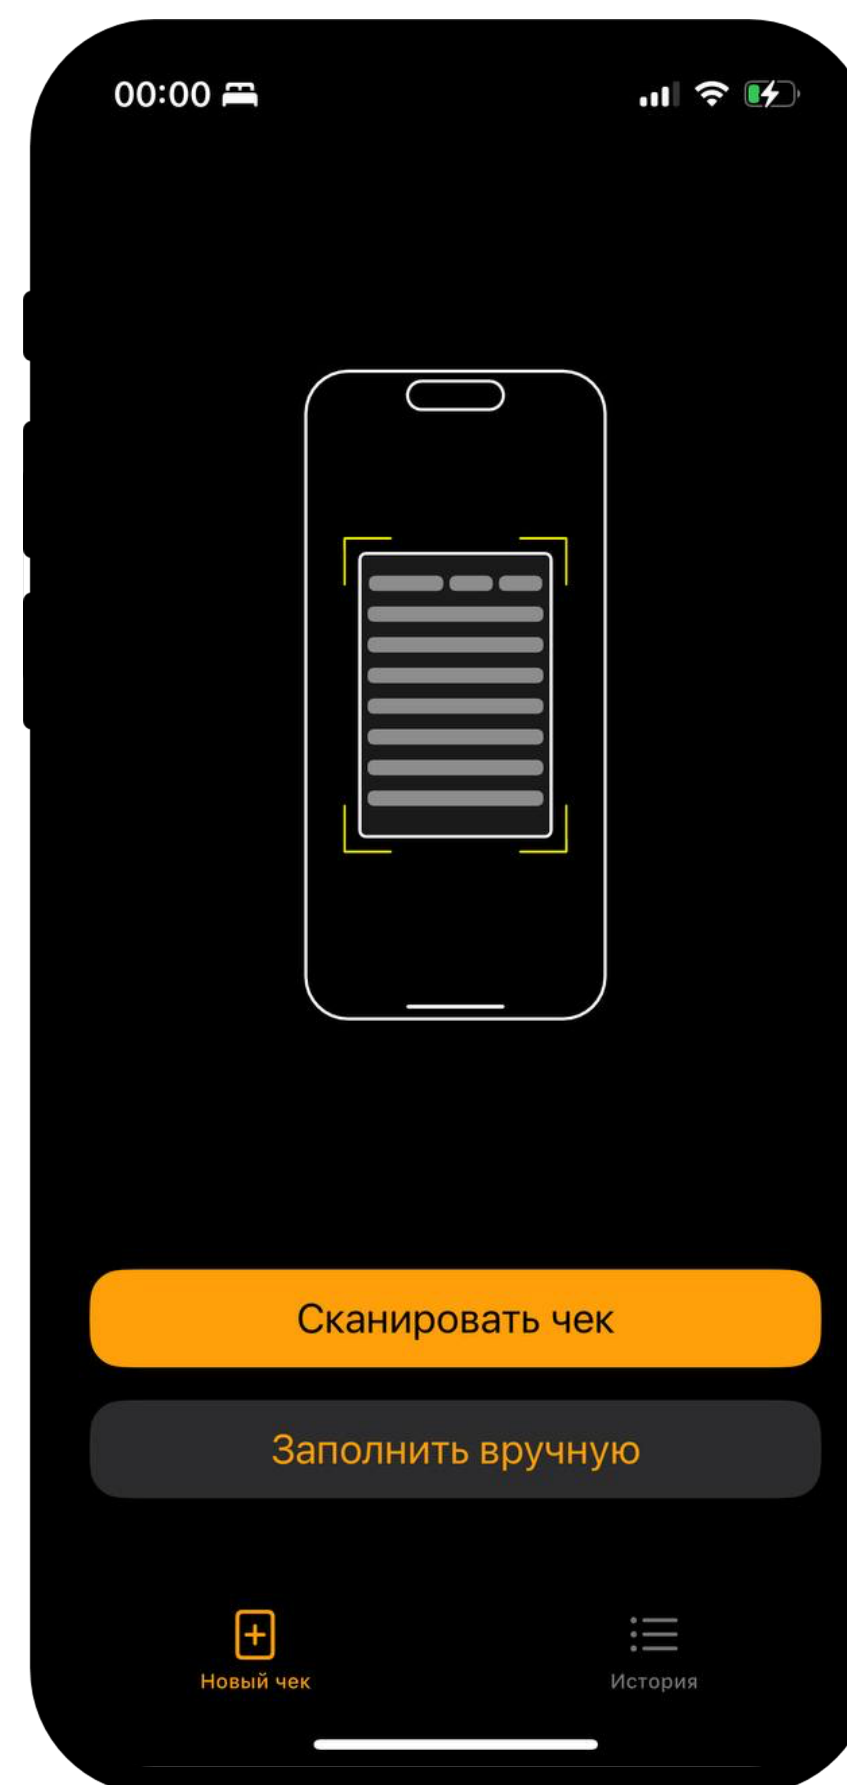 00:00
Сканировать чек
Заполнить вручную
Новый чек
История